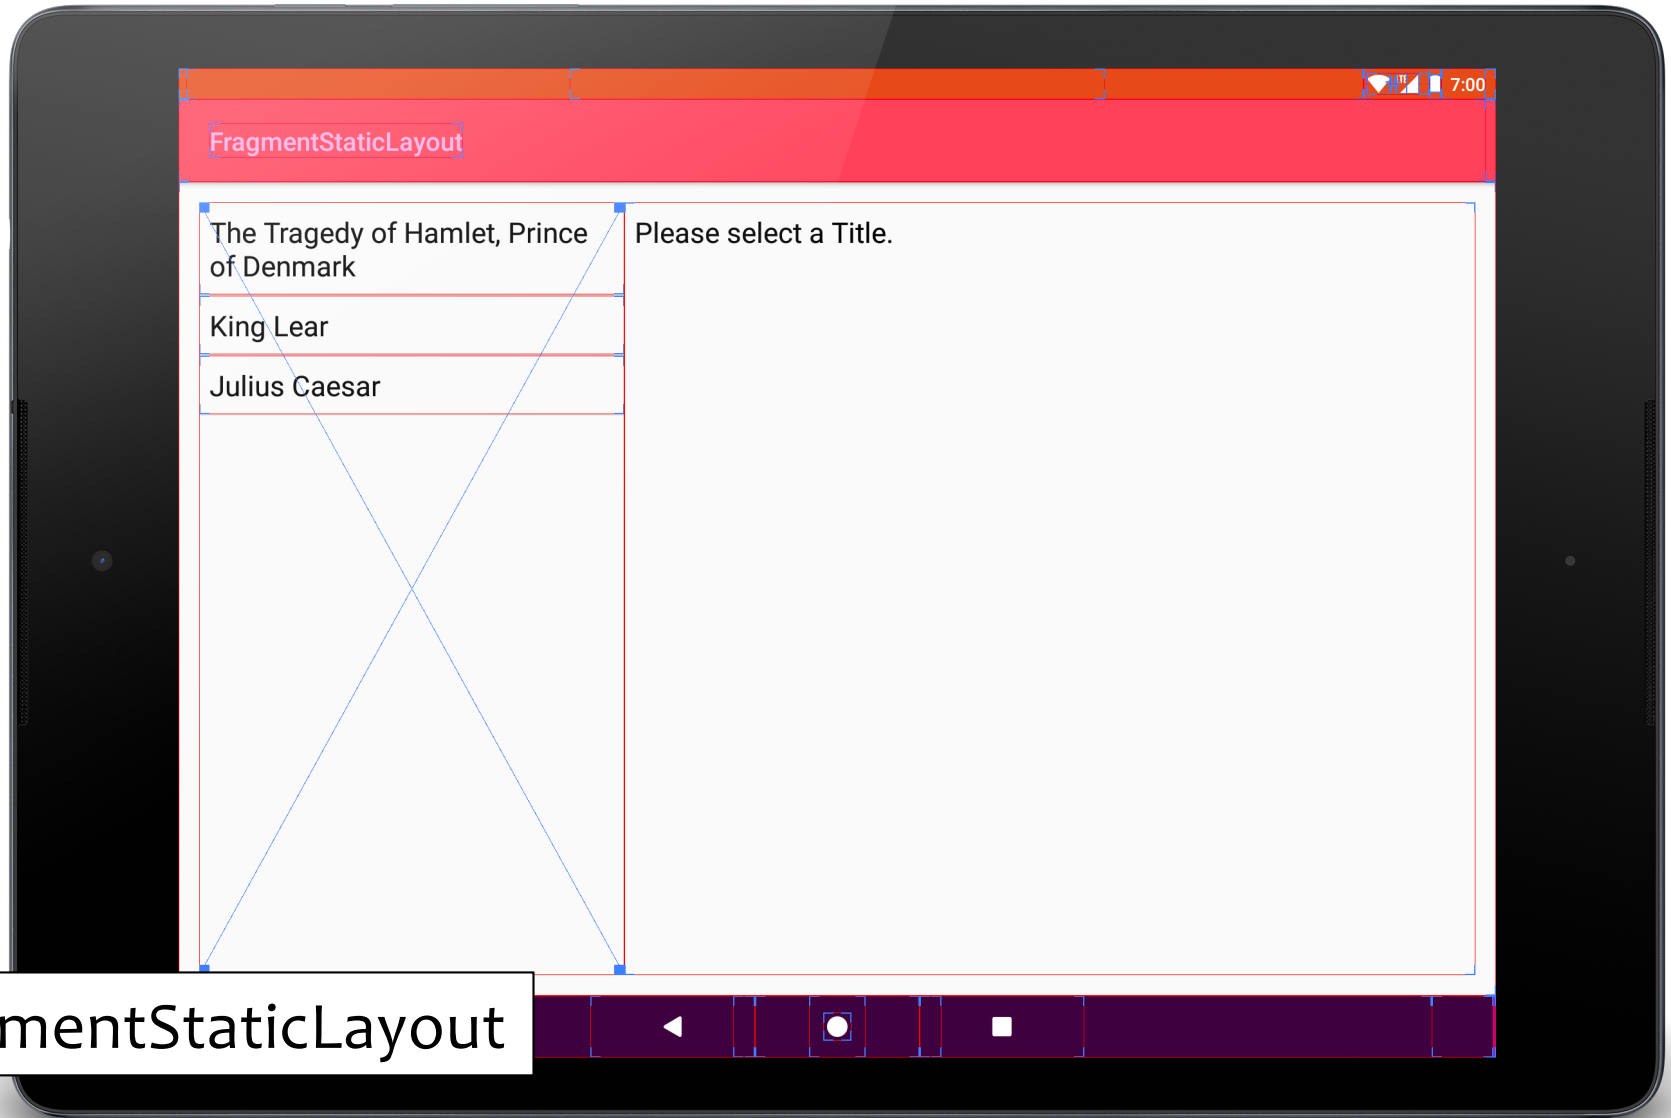 7:00
FragmentStaticLayout
The Tragedy of Hamlet, Prince
of Denmark
Please select a Title.
King Lear
Julius Caesar
mentStaticLayout